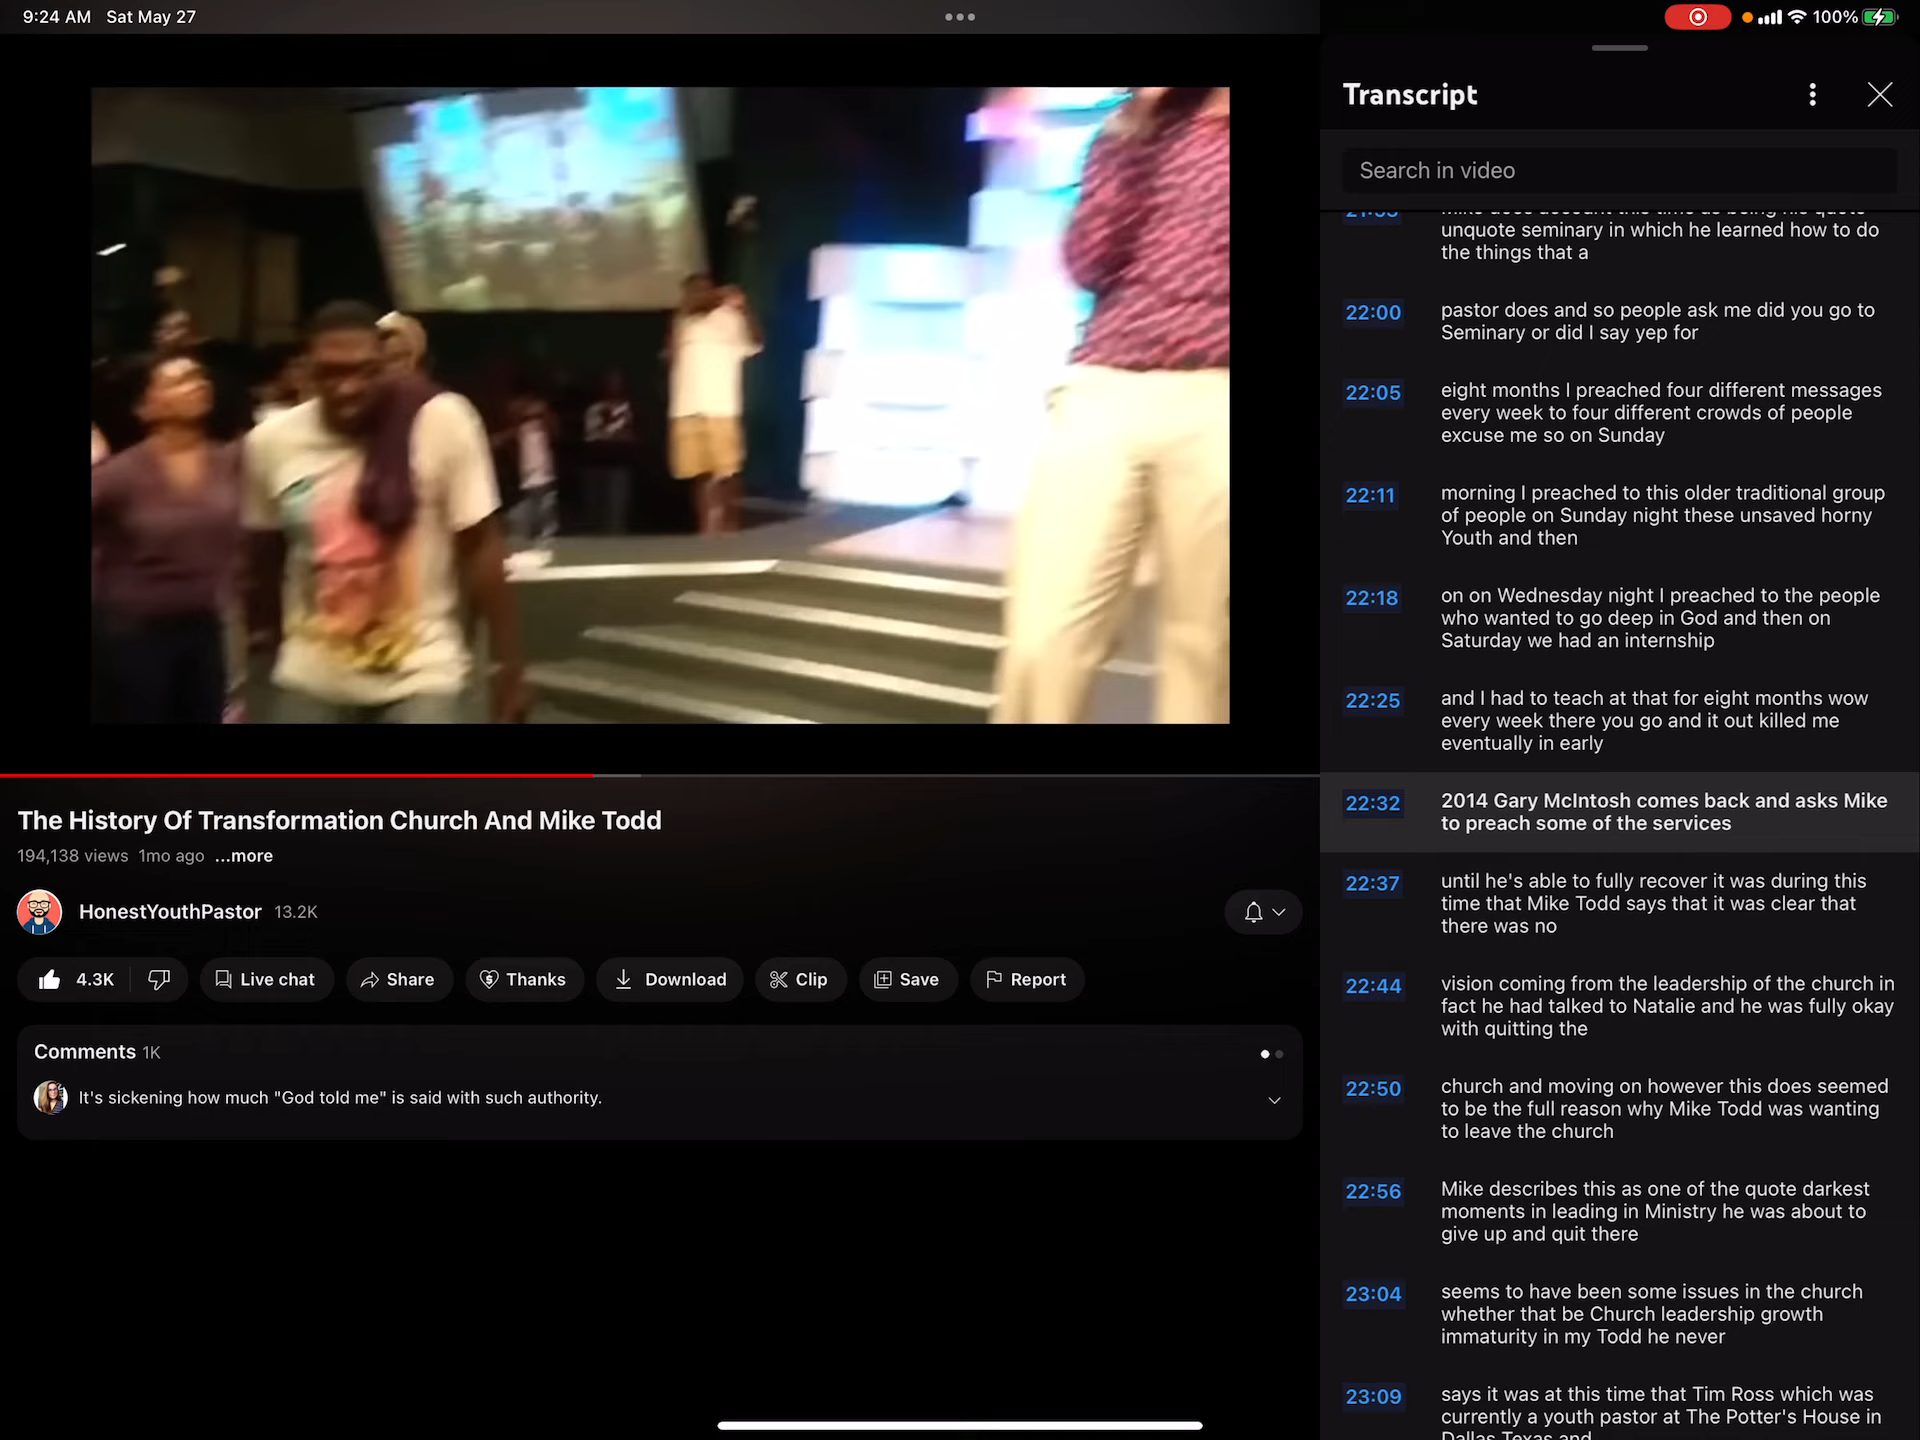 9:24 AM Sat May 27
100%
Transcript
Search in video
unquote seminary in which he learned how to do
the things that a
22:00 pastor does and so people ask me did you go to
Seminary or did I say yep for
22:05 eight months I preached four different messages
every week to four different crowds of people
excuse me so on Sunday
22:11 morning I preached to this older traditional group
of people on Sunday night these unsaved horny
Youth and then
22:18 on on Wednesday night I preached to the people
who wanted to go deep in God and then on
Saturday we had an internship
22:25 and I had to teach at that for eight months wow
every week there you go and it out killed me
eventually in early
22:32 2014 Gary McIntosh comes back and asks Mike
to preach some of the services
22:37 until he's able to fully recover it was during this
time that Mike Todd says that it was clear that
there was no
22:44 vision coming from the leadership of the church in
fact he had talked to Natalie and he was fully okay
with quitting the
22:50 church and moving on however this does seemed
to be the full reason why Mike Todd was wanting
to leave the church
22:56 Mike describes this as one of the quote darkest
moments in leading in Ministry he was about to
give up and quit there
23:04 seems to have been some issues in the church
whether that be Church leadership growth
immaturity in my Todd he never
23:09 says it was at this time that Tim Ross which was
currently a youth pastor at The Potter's House in
Dallas Texas and
The History Of Transformation Church And Mike Todd
194,138 views 1mo ago ...more
HonestYouthPastor 13.2K
4.3K Live chat Share Thanks Download Clip Save Report
Comments 1K
It's sickening how much "God told me" is said with such authority.